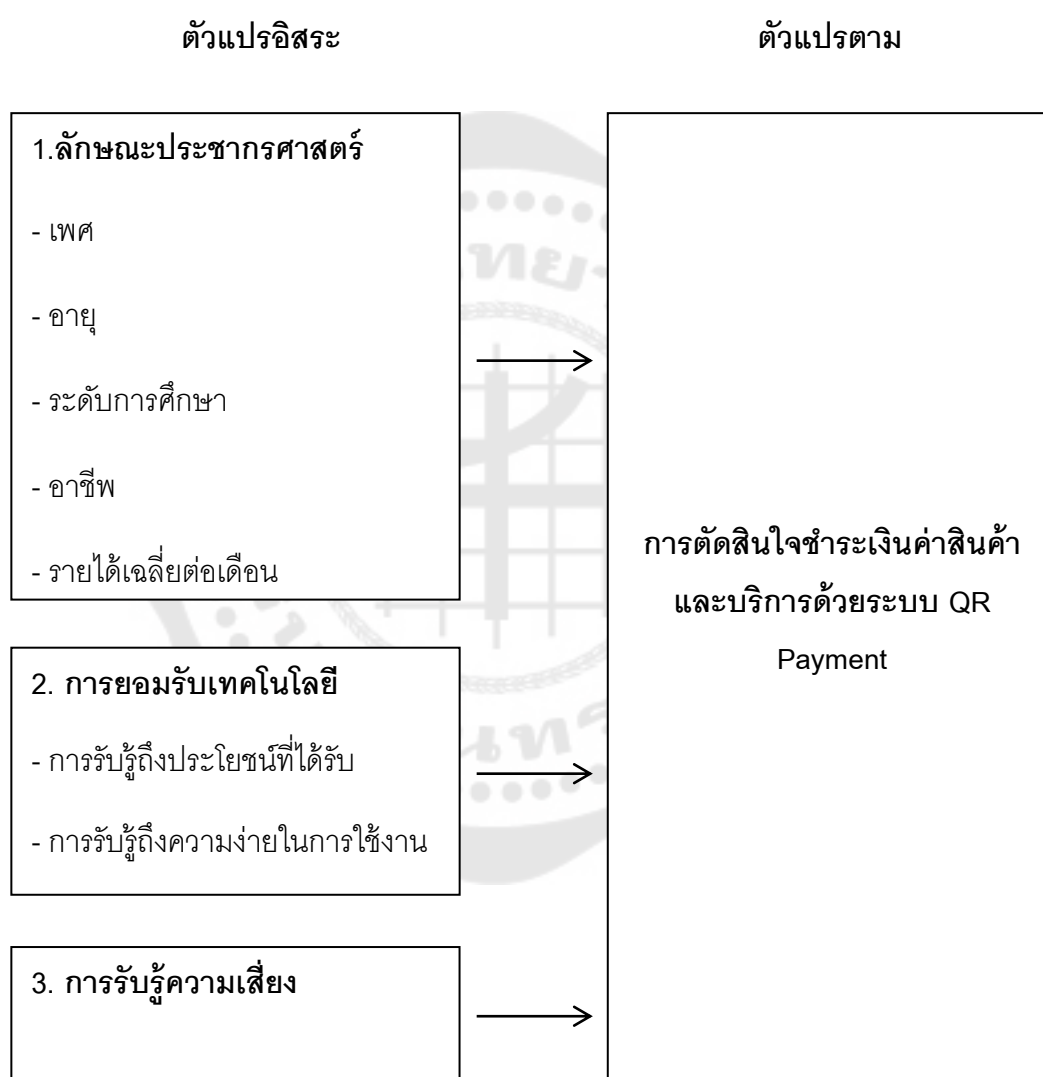 ตัวแปรอิสระ
ตัวแปรตาม
1.ลักษณะประชากรศาสตร์
- เพศ
- อายุ
- ระดับการศึกษา
- อาชีพ
- รายได้เฉลี่ยต่อเดือน
2. การยอมรับเทคโนโลยี
- การรับรู้ถึงประโยชน์ที่ได้รับ
- การรับรู้ถึงความง่ายในการใช้งาน
3. การรับรู้ความเสี่ยง
การตัดสินใจชำระเงินค่าสินค้า
และบริการด้วยระบบ QR
Payment